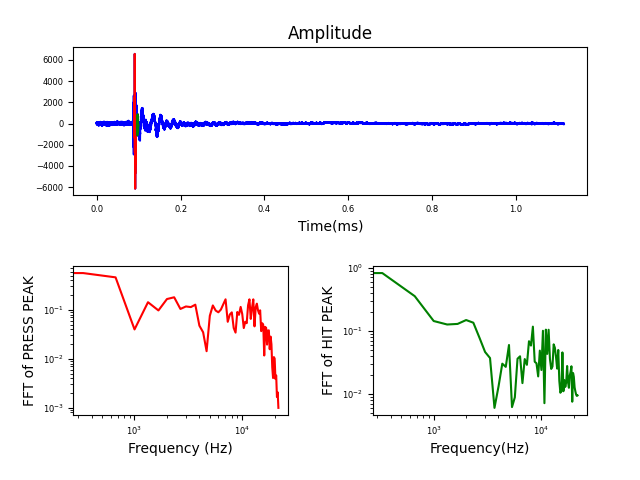 Amplitude
6000
4000
2000
0
−2000
−4000
−6000
0.0 0.2 0.4 0.6 0.8 1.0
Time(ms)
FFT of PRESS PEAK
10⁻¹
10⁻²
10⁻³
10³ 10⁴
Frequency (Hz)
FFT of HIT PEAK
10⁰
10⁻¹
10⁻²
10³ 10⁴
Frequency(Hz)